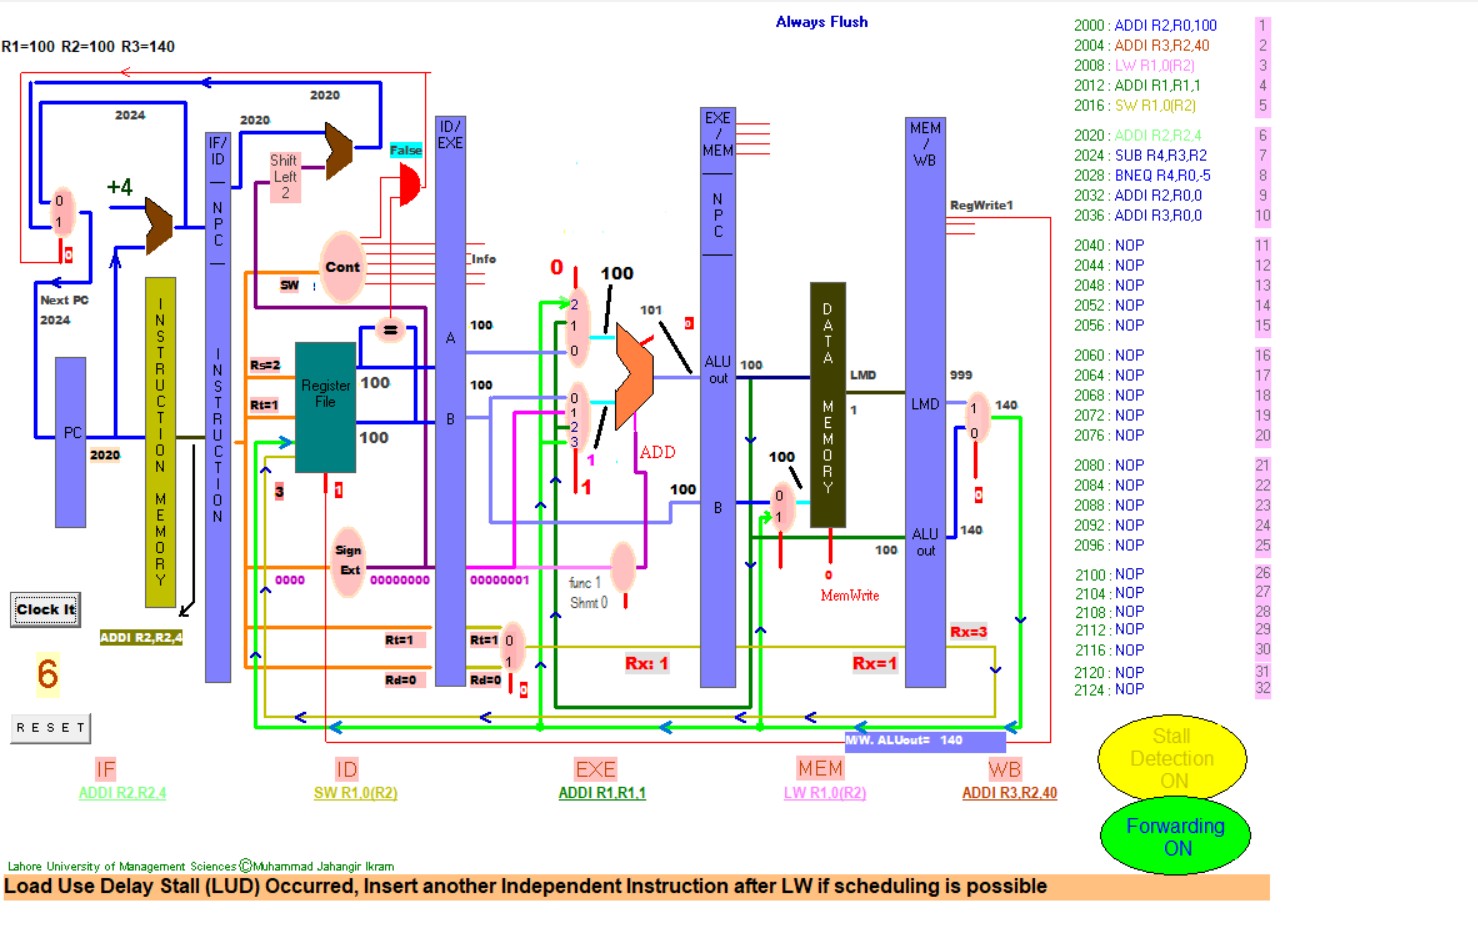 Always Flush
R1=100 R2=100 R3=140
2000 : ADDI R2,R0,100 1
2004 : ADDI R3,R2,40 2
2008 : LW R1,0(R2) 3
2012 : ADDI R1,R1,1 4
2016 : SW R1,0(R2) 5
2020 : ADDI R2,R2,4 6
2024 : SUB R4,R3,R2 7
2028 : BNEQ R4,R0,-5 8
2032 : ADDI R2,R0,0 9
2036 : ADDI R3,R0,0 10
2040 : NOP 11
2044 : NOP 12
2048 : NOP 13
2052 : NOP 14
2056 : NOP 15
2060 : NOP 16
2064 : NOP 17
2068 : NOP 18
2072 : NOP 19
2076 : NOP 20
2080 : NOP 21
2084 : NOP 22
2088 : NOP 23
2092 : NOP 24
2096 : NOP 25
2100 : NOP 26
2104 : NOP 27
2108 : NOP 28
2112 : NOP 29
2116 : NOP 30
2120 : NOP 31
2124 : NOP 32
2020
2024
2020
+4
0
1
0
Next PC
2024
PC
2020
INSTRUCTION MEMORY
ADDI R2,R2,4
Clock It
6
RESET
IF/
ID
NPC
INSTRUCTION
Shift
Left
2
False
Cont
SW :
Info
=
Rs=2
Rt=1
Register
File
100
100
3
1
Sign
Ext
0000
00000000
00000001
Rt=1
Rd=0
ID/
EXE
A
B
100
100
Rt=1
Rd=0
0
1
0
0
2
1
0
100
0
1
2
3
1
1
ADD
101
0
func 1
Shmt 0
Rx: 1
100
EXE
/
MEM
NPC
ALU
out
B
100
100
0
1
DATA MEMORY
LMD
1
0
MemWrite
100
Rx=1
MEM
/
WB
LMD
ALU
out
RegWrite1
999
1
0
140
0
140
Rx=3
M/W. ALUout= 140
IF
ID
EXE
MEM
WB
ADDI R2,R2,4
SW R1,0(R2)
ADDI R1,R1,1
LW R1,0(R2)
ADDI R3,R2,40
Stall
Detection
ON
Forwarding
ON
Lahore University of Management Sciences ©Muhammad Jahangir Ikram
Load Use Delay Stall (LUD) Occurred, Insert another Independent Instruction after LW if scheduling is possible